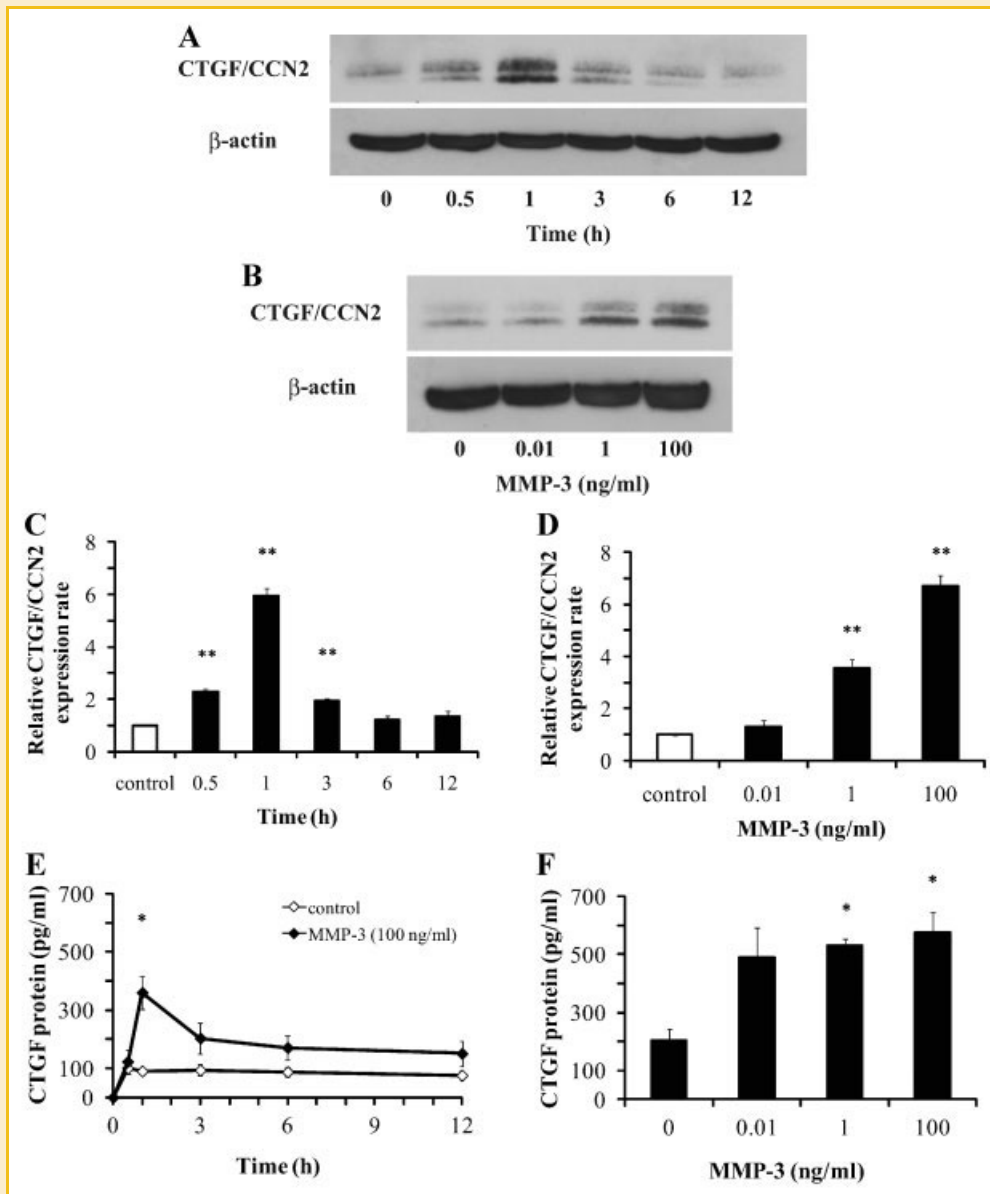 A
CTGF/CCN2
β-actin
0 0.5 1 3 6 12
Time (h)
B
CTGF/CCN2
β-actin
0 0.01 1 100
MMP-3 (ng/ml)
C
Relative CTGF/CCN2
expression rate
8
6
4
2
0
** ** **
control 0.5 1 3 6 12
Time (h)
D
Relative CTGF/CCN2
expression rate
8
6
4
2
0
** **
control 0.01 1 100
MMP-3 (ng/ml)
E
CTGF protein (pg/ml)
700
500
300
100
0
*
control
MMP-3 (100 ng/ml)
0 3 6 9 12
Time (h)
F
CTGF protein (pg/ml)
700
500
300
100
0
* *
0 0.01 1 100
MMP-3 (ng/ml)